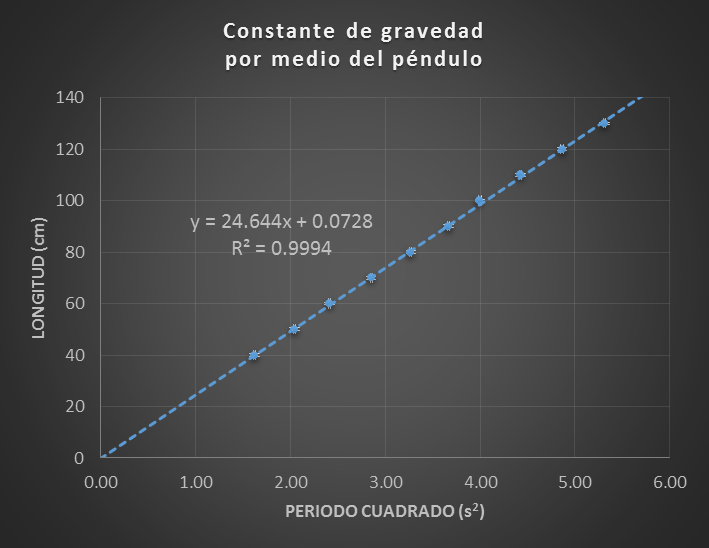 Constante de gravedad
por medio del péndulo
140
120
100
80
60
40
20
0
y = 24.644x + 0.0728
R² = 0.9994
LONGITUD (cm)
0.00 1.00 2.00 3.00 4.00 5.00 6.00
PERIODO CUADRADO (s²)